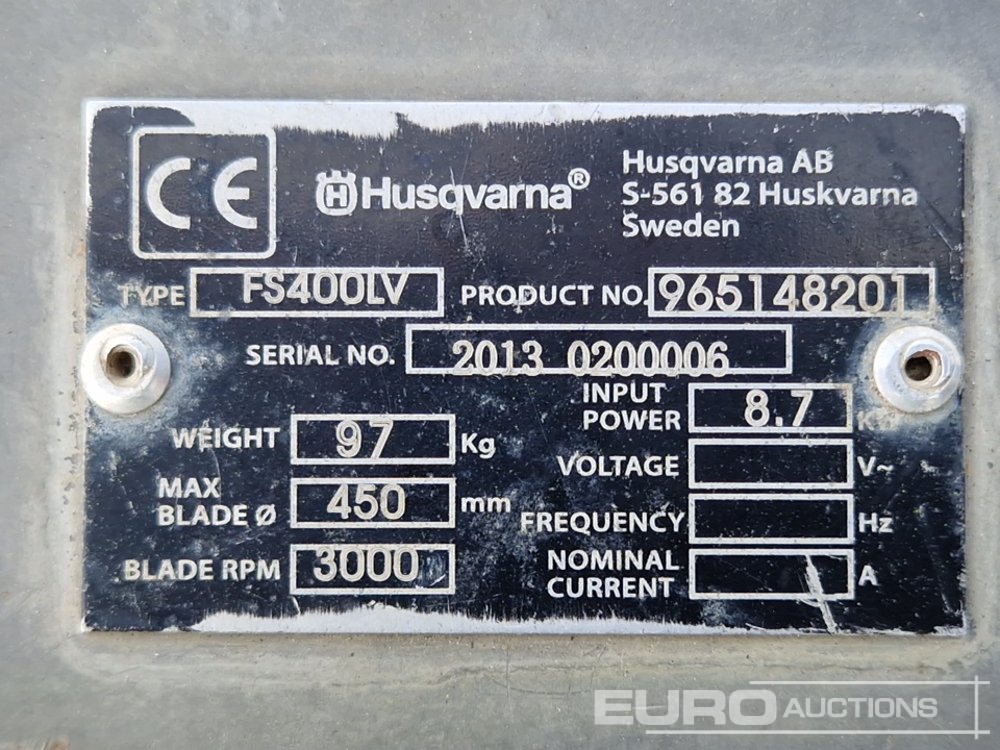 CE
Husqvarna®
Husqvarna AB
S-561 82 Huskvarna
Sweden
TYPE FS400LV PRODUCT NO. 965148201
SERIAL NO. 2013 0200006
WEIGHT 97 Kg
MAX BLADE Ø 450 mm
BLADE RPM 3000
INPUT POWER 8.7
VOLTAGE V~
FREQUENCY Hz
NOMINAL CURRENT A
EURO AUCTIONS